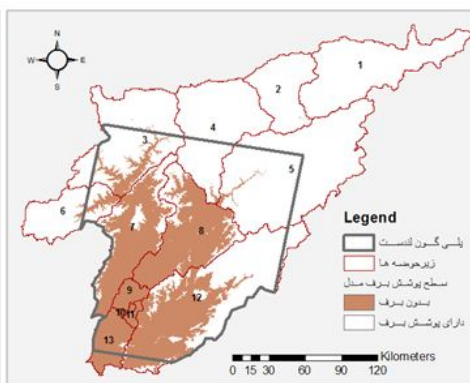 N
W E
S
1
2
3
4
5
6
7
8
9
10 11
12
13
Legend
پلی گون لندست
زیرحوضه ها
سطح پوشش برف مدل
بدون برف
دارای پوشش برف
Kilometers
0 15 30 60 90 120